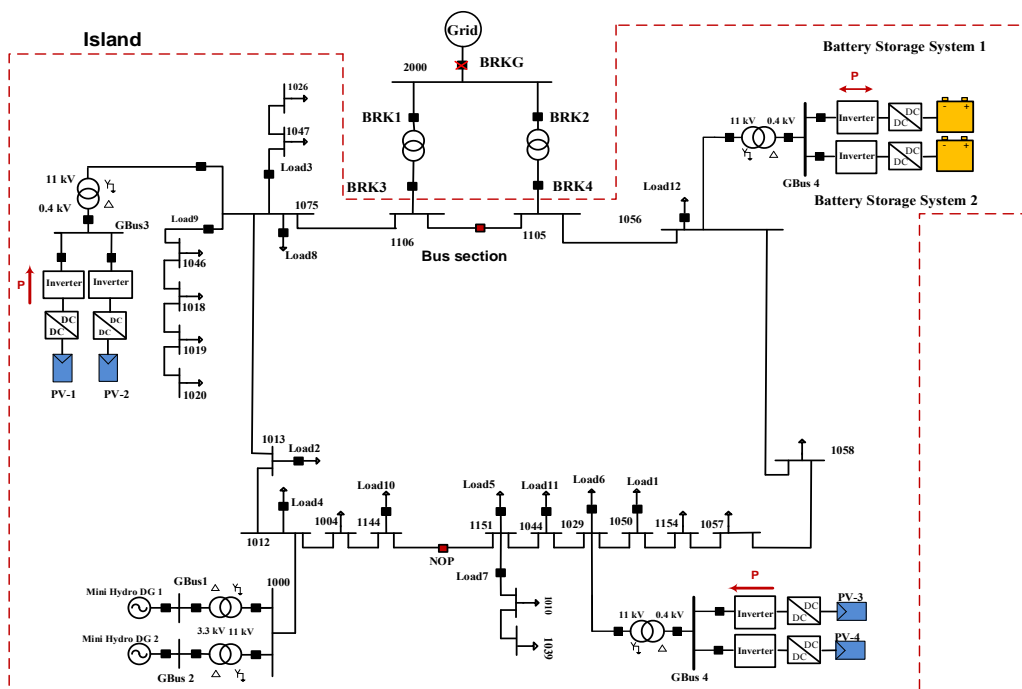 Grid
Island
BRKG
Battery Storage System 1
2000
P
1026
BRK1
BRK2
11 kV
0.4 kV
Inverter
DC
DC
- +
1047
Load3
Inverter
DC
DC
- +
GBus 4
11 kV
0.4 kV
BRK3
BRK4
Load12
Battery Storage System 2
1075
Load9
GBus3
1056
1106
1105
Load8
Bus section
1046
P
Inverter
Inverter
1018
DC
DC
DC
DC
1019
PV-1
PV-2
1020
1013
Load2
1058
Load4
Load10
Load5
Load11
Load6
Load1
1004
1144
1151
1044
1029
1050
1154
1057
1012
NOP
Load7
GBus1
1000
P
Mini Hydro DG 1
3.3 kV
11 kV
1010
11 kV
0.4 kV
Inverter
DC
DC
PV-3
Mini Hydro DG 2
1039
Inverter
DC
DC
PV-4
GBus 2
GBus 4